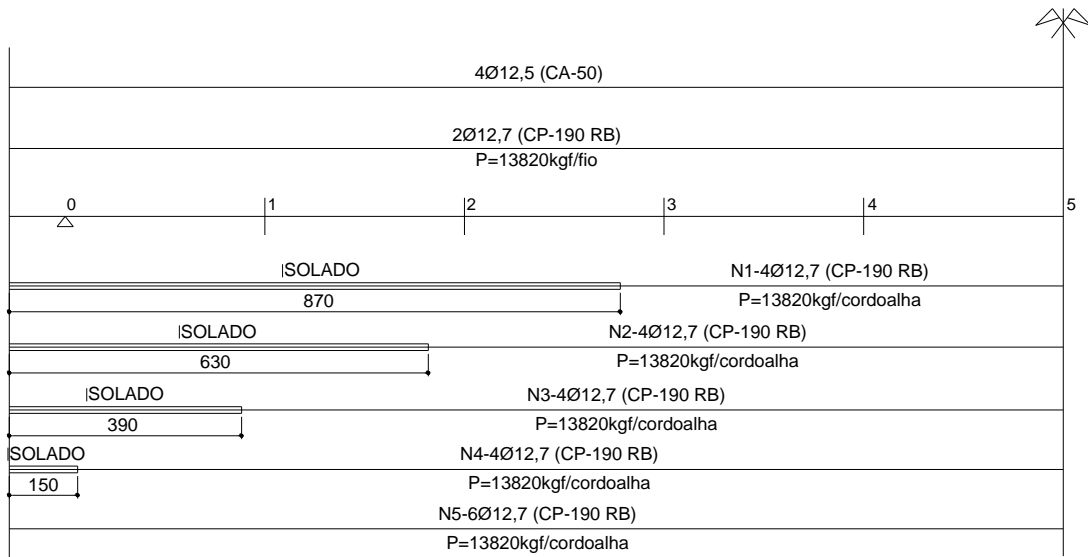 4Ø12,5 (CA-50)
2Ø12,7 (CP-190 RB)
P=13820kgf/fio
0 1 2 3 4 5
ISOLADO
N1-4Ø12,7 (CP-190 RB)
870
P=13820kgf/cordoalha
ISOLADO
N2-4Ø12,7 (CP-190 RB)
630
P=13820kgf/cordoalha
ISOLADO
N3-4Ø12,7 (CP-190 RB)
390
P=13820kgf/cordoalha
ISOLADO
N4-4Ø12,7 (CP-190 RB)
150
P=13820kgf/cordoalha
N5-6Ø12,7 (CP-190 RB)
P=13820kgf/cordoalha